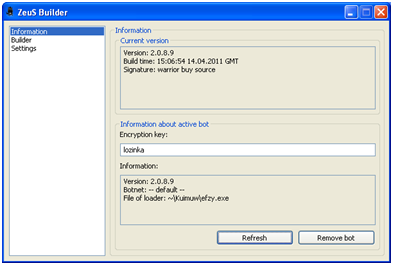 ZeuS Builder
Information
Builder
Settings
Information
Current version
Version: 2.0.8.9
Build time: 15:06:54 14.04.2011 GMT
Signature: warrior buy source
Information about active bot
Encryption key:
lozinka
Information:
Version: 2.0.8.9
Botnet: -- default --
File of loader: ~\Kuimuw\efzy.exe
Refresh
Remove bot